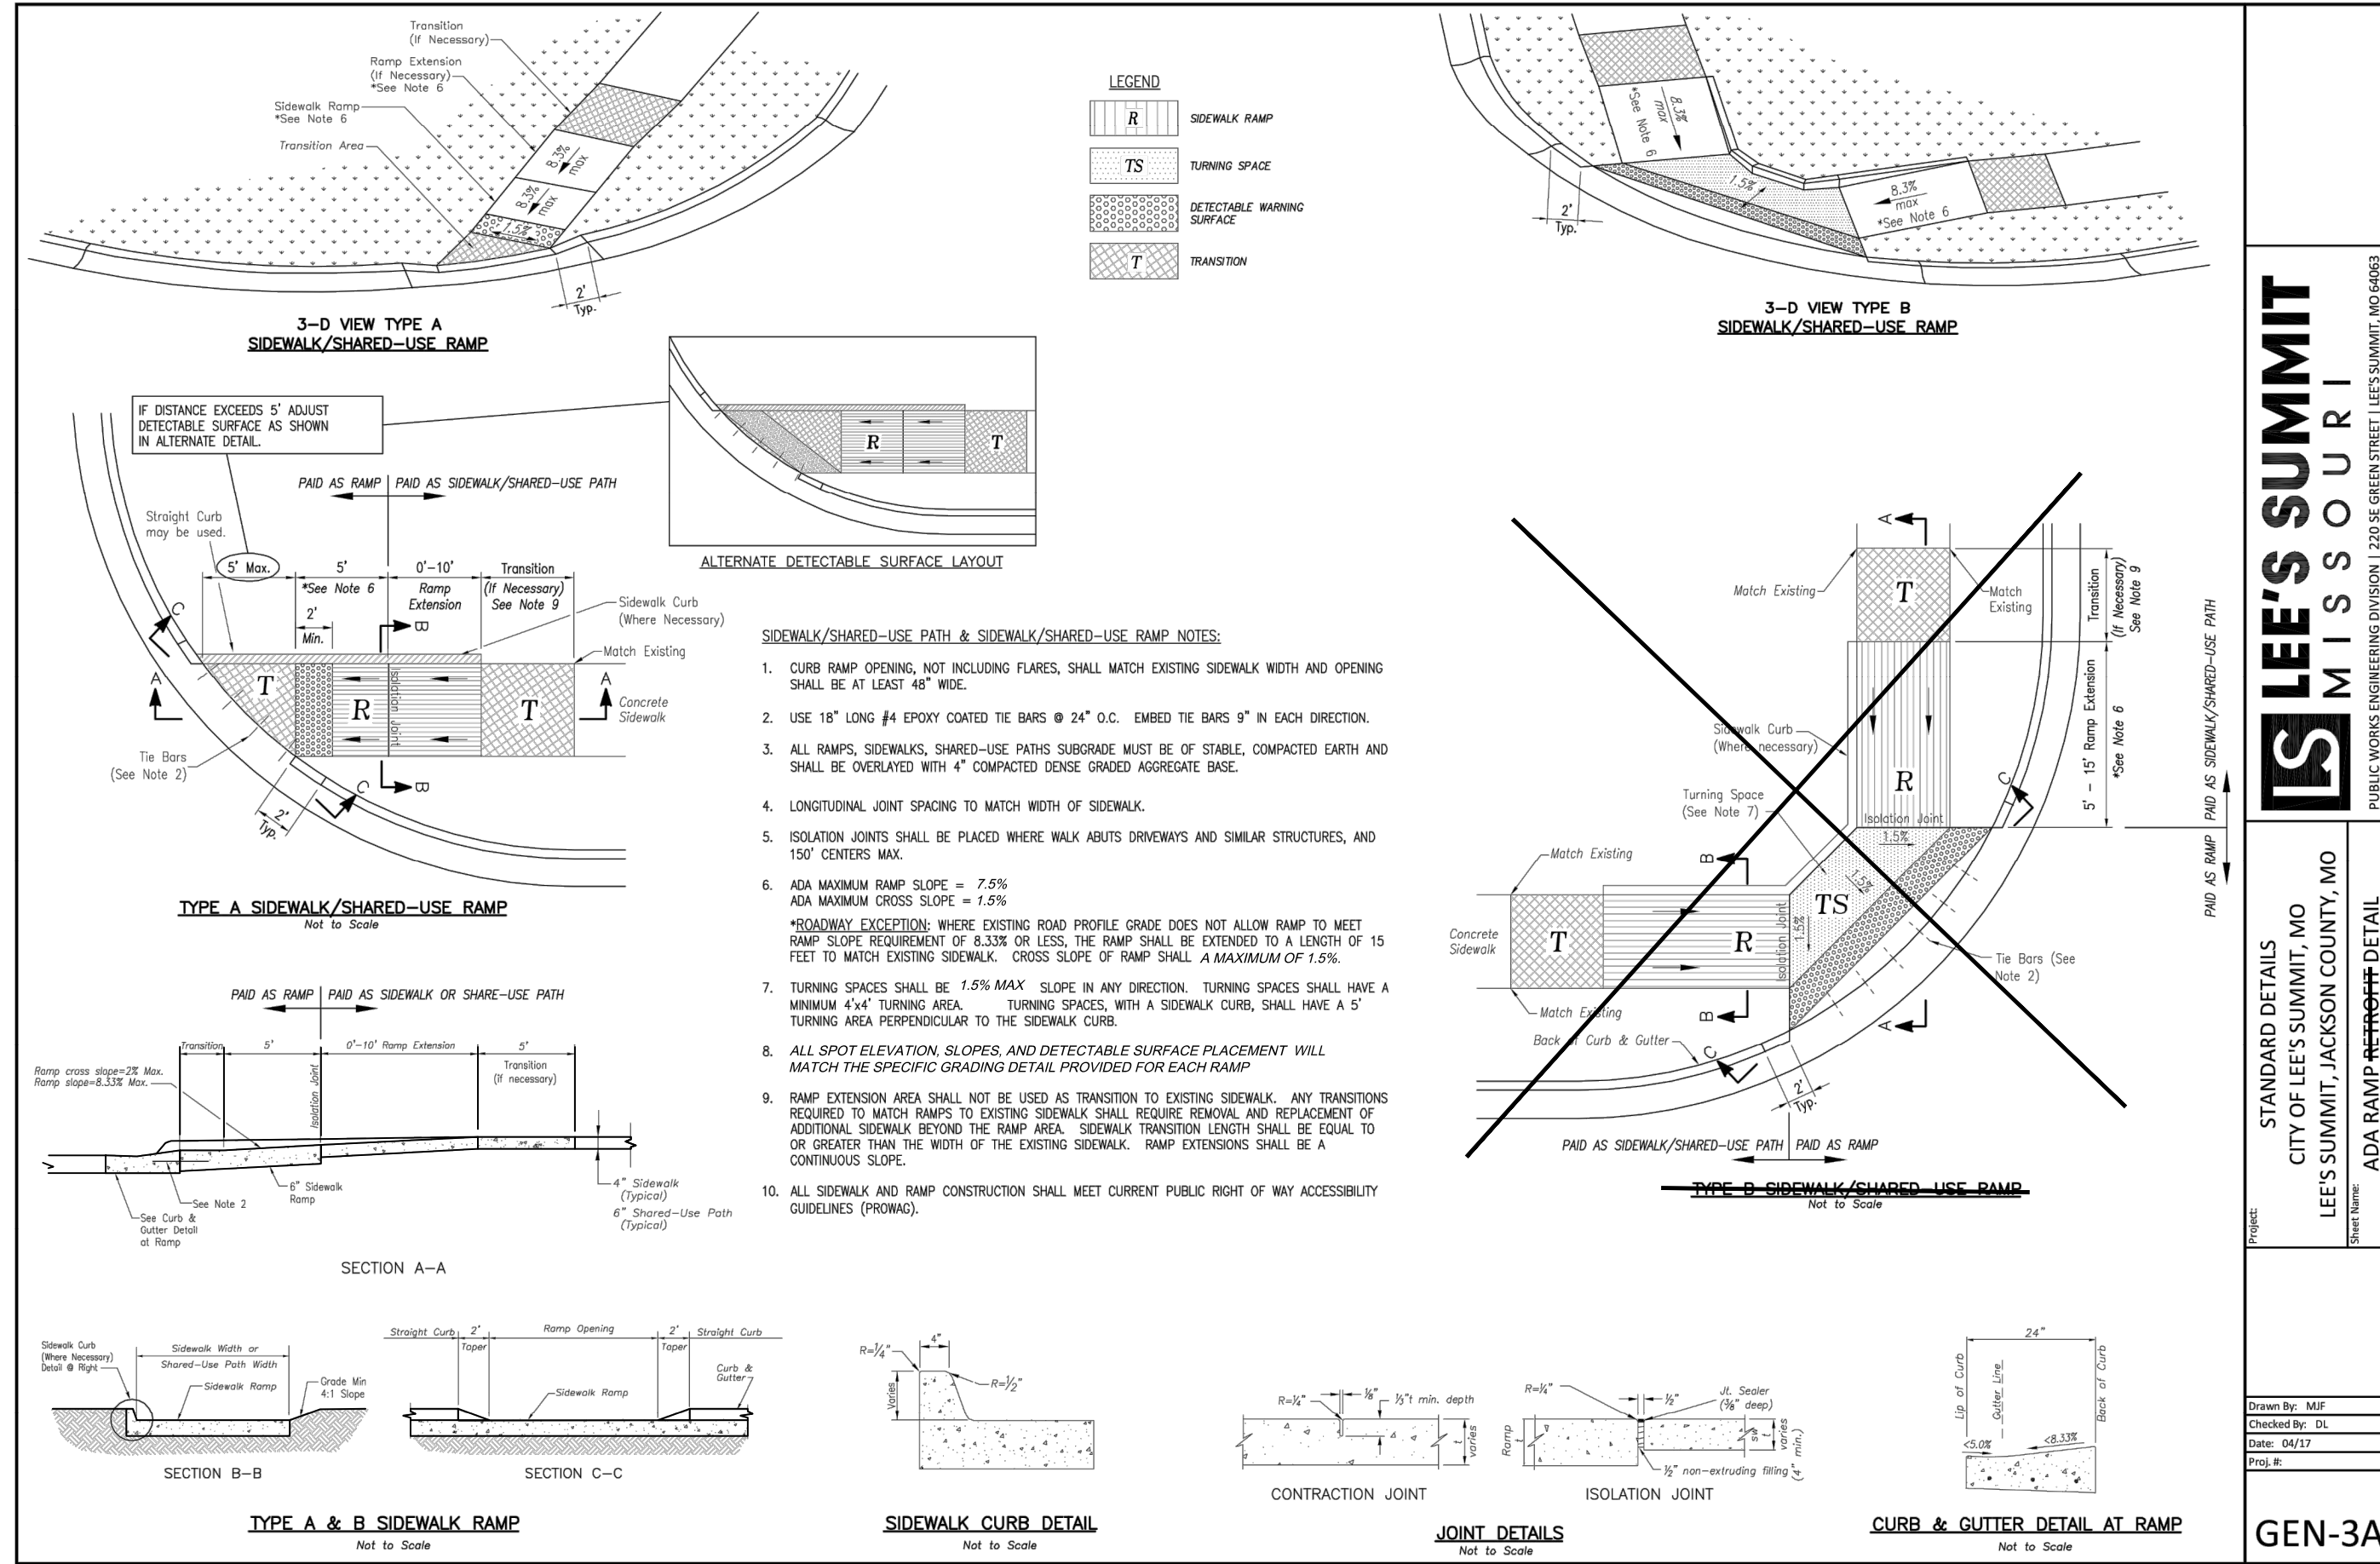 Transition
(If Necessary)
Ramp Extension
(If Necessary)
*See Note 6
Sidewalk Ramp
*See Note 6
Transition Area
8.3%
max
8.3%
max
1.5%
2'
Typ.
3-D VIEW TYPE A
SIDEWALK/SHARED-USE RAMP
LEGEND
R
SIDEWALK RAMP
TS
TURNING SPACE
DETECTABLE WARNING
SURFACE
T
TRANSITION
8.3%
max
*See Note 6
1.5%
8.3%
max
*See Note 6
2'
Typ.
3-D VIEW TYPE B
SIDEWALK/SHARED-USE RAMP
IF DISTANCE EXCEEDS 5' ADJUST
DETECTABLE SURFACE AS SHOWN
IN ALTERNATE DETAIL.
R
T
ALTERNATE DETECTABLE SURFACE LAYOUT
PAID AS RAMP
PAID AS SIDEWALK/SHARED-USE PATH
Straight Curb
may be used.
5' Max.
5'
*See Note 6
2'
Min.
0'-10'
Ramp
Extension
Transition
(If Necessary)
See Note 9
Sidewalk Curb
(Where Necessary)
Match Existing
C
B
A
T
R
Isolation Joint
T
A
Concrete
Sidewalk
Tie Bars
(See Note 2)
C
B
2'
Typ.
TYPE A SIDEWALK/SHARED-USE RAMP
Not to Scale
SIDEWALK/SHARED-USE PATH & SIDEWALK/SHARED-USE RAMP NOTES:
1. CURB RAMP OPENING, NOT INCLUDING FLARES, SHALL MATCH EXISTING SIDEWALK WIDTH AND OPENING
SHALL BE AT LEAST 48" WIDE.
2. USE 18" LONG #4 EPOXY COATED TIE BARS @ 24" O.C. EMBED TIE BARS 9" IN EACH DIRECTION.
3. ALL RAMPS, SIDEWALKS, SHARED-USE PATHS SUBGRADE MUST BE OF STABLE, COMPACTED EARTH AND
SHALL BE OVERLAYED WITH 4" COMPACTED DENSE GRADED AGGREGATE BASE.
4. LONGITUDINAL JOINT SPACING TO MATCH WIDTH OF SIDEWALK.
5. ISOLATION JOINTS SHALL BE PLACED WHERE WALK ABUTS DRIVEWAYS AND SIMILAR STRUCTURES, AND
150' CENTERS MAX.
6. ADA MAXIMUM RAMP SLOPE = 7.5%
ADA MAXIMUM CROSS SLOPE = 1.5%
*ROADWAY EXCEPTION: WHERE EXISTING ROAD PROFILE GRADE DOES NOT ALLOW RAMP TO MEET
RAMP SLOPE REQUIREMENT OF 8.33% OR LESS, THE RAMP SHALL BE EXTENDED TO A LENGTH OF 15
FEET TO MATCH EXISTING SIDEWALK. CROSS SLOPE OF RAMP SHALL A MAXIMUM OF 1.5%.
7. TURNING SPACES SHALL BE 1.5% MAX SLOPE IN ANY DIRECTION. TURNING SPACES SHALL HAVE A
MINIMUM 4'x4' TURNING AREA. TURNING SPACES, WITH A SIDEWALK CURB, SHALL HAVE A 5'
TURNING AREA PERPENDICULAR TO THE SIDEWALK CURB.
8. ALL SPOT ELEVATION, SLOPES, AND DETECTABLE SURFACE PLACEMENT WILL
MATCH THE SPECIFIC GRADING DETAIL PROVIDED FOR EACH RAMP
9. RAMP EXTENSION AREA SHALL NOT BE USED AS TRANSITION TO EXISTING SIDEWALK. ANY TRANSITIONS
REQUIRED TO MATCH RAMPS TO EXISTING SIDEWALK SHALL REQUIRE REMOVAL AND REPLACEMENT OF
ADDITIONAL SIDEWALK BEYOND THE RAMP AREA. SIDEWALK TRANSITION LENGTH SHALL BE EQUAL TO
OR GREATER THAN THE WIDTH OF THE EXISTING SIDEWALK. RAMP EXTENSIONS SHALL BE A
CONTINUOUS SLOPE.
10. ALL SIDEWALK AND RAMP CONSTRUCTION SHALL MEET CURRENT PUBLIC RIGHT OF WAY ACCESSIBILITY
GUIDELINES (PROWAG).
A
Match Existing
T
Match
Existing
Transition
(If Necessary)
See Note 9
Sidewalk Curb
(Where necessary)
R
5' - 15' Ramp Extension
*See Note 6
PAID AS SIDEWALK/SHARED-USE PATH
PAID AS RAMP
C
Turning Space
(See Note 7)
Isolation Joint
1.5%
1.5%
1.5%
TS
Match Existing
B
Concrete
Sidewalk
T
R
Isolation Joint
Tie Bars (See
Note 2)
Match Existing
B
A
Back of Curb & Gutter
C
2'
Typ.
PAID AS SIDEWALK/SHARED-USE PATH
PAID AS RAMP
TYPE B SIDEWALK/SHARED-USE RAMP
Not to Scale
PAID AS RAMP
PAID AS SIDEWALK OR SHARE-USE PATH
Transition
5'
0'-10' Ramp Extension
5'
Transition
(if necessary)
Ramp cross slope=2% Max.
Ramp slope=8.33% Max.
Isolation Joint
See Note 2
6" Sidewalk
Ramp
See Curb &
Gutter Detail
at Ramp
4" Sidewalk
(Typical)
6" Shared-Use Path
(Typical)
SECTION A-A
Sidewalk Curb
(Where Necessary)
Detail @ Right
Sidewalk Width or
Shared-Use Path Width
Sidewalk Ramp
Grade Min
4:1 Slope
SECTION B-B
Straight Curb
2'
Taper
Ramp Opening
2'
Taper
Straight Curb
Curb &
Gutter
Sidewalk Ramp
SECTION C-C
TYPE A & B SIDEWALK RAMP
Not to Scale
R=¼"
4"
R=½"
Varies
SIDEWALK CURB DETAIL
Not to Scale
R=¼"
⅛"
⅓"t min. depth
t
varies
CONTRACTION JOINT
R=¼"
½"
Jt. Sealer
(⅜" deep)
Ramp
t
sw t
varies
(4" min.)
½" non-extruding filling
ISOLATION JOINT
JOINT DETAILS
Not to Scale
24"
Lip of Curb
Gutter Line
Back of Curb
<5.0%
<8.33%
CURB & GUTTER DETAIL AT RAMP
Not to Scale
LS
LEE'S SUMMIT
MISSOURI
PUBLIC WORKS ENGINEERING DIVISION | 220 SE GREEN STREET | LEE'S SUMMIT, MO 64063
Project:
STANDARD DETAILS
CITY OF LEE'S SUMMIT, MO
LEE'S SUMMIT, JACKSON COUNTY, MO
Sheet Name:
ADA RAMP RETROFIT DETAIL
Drawn By: MJF
Checked By: DL
Date: 04/17
Proj. #:
GEN-3A